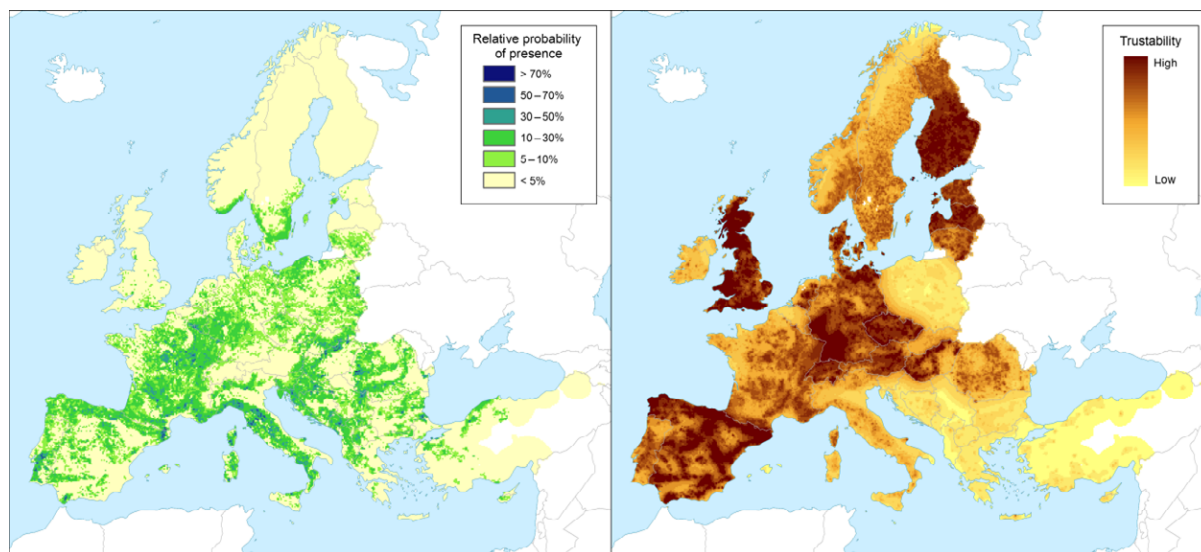 Relative probability
of presence
> 70%
50–70%
30–50%
10–30%
5–10%
< 5%
Trustability
High
Low